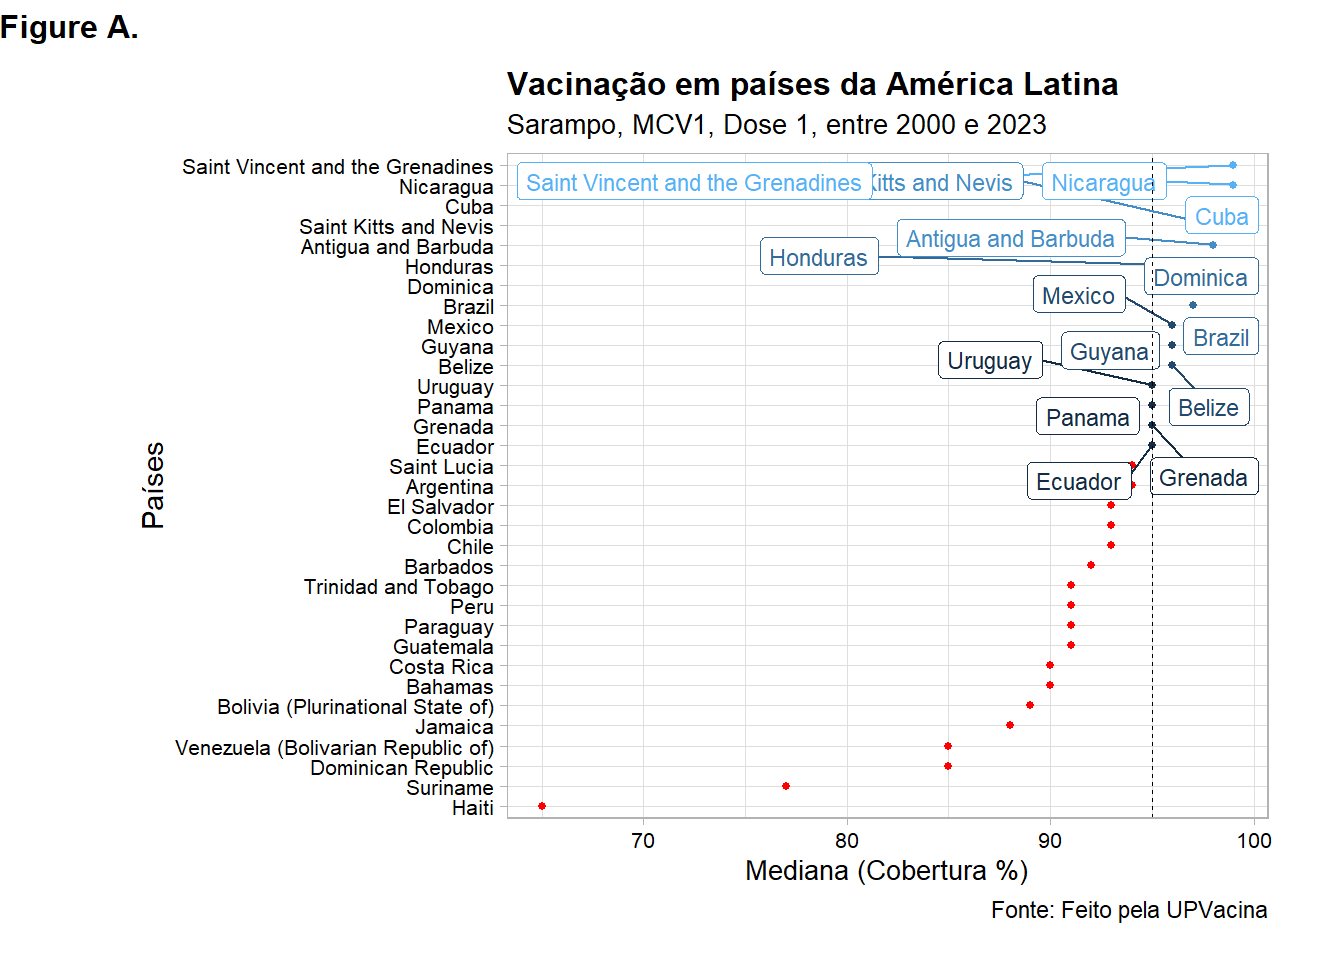 Figure A.
Vacinação em países da América Latina
Sarampo, MCV1, Dose 1, entre 2000 e 2023
Saint Vincent and the Grenadines
Nicaragua
Cuba
Saint Kitts and Nevis
Antigua and Barbuda
Honduras
Dominica
Brazil
Mexico
Guyana
Belize
Uruguay
Panama
Grenada
Ecuador
Saint Lucia
Argentina
El Salvador
Colombia
Chile
Barbados
Trinidad and Tobago
Peru
Paraguay
Guatemala
Costa Rica
Bahamas
Bolivia (Plurinational State of)
Jamaica
Venezuela (Bolivarian Republic of)
Dominican Republic
Suriname
Haiti
Países
Saint Vincent and the Grenadines
Kitts and Nevis
Nicaragua
Cuba
Antigua and Barbuda
Honduras
Dominica
Mexico
Brazil
Guyana
Uruguay
Belize
Panama
Ecuador
Grenada
70
80
90
100
Mediana (Cobertura %)
Fonte: Feito pela UPVacina